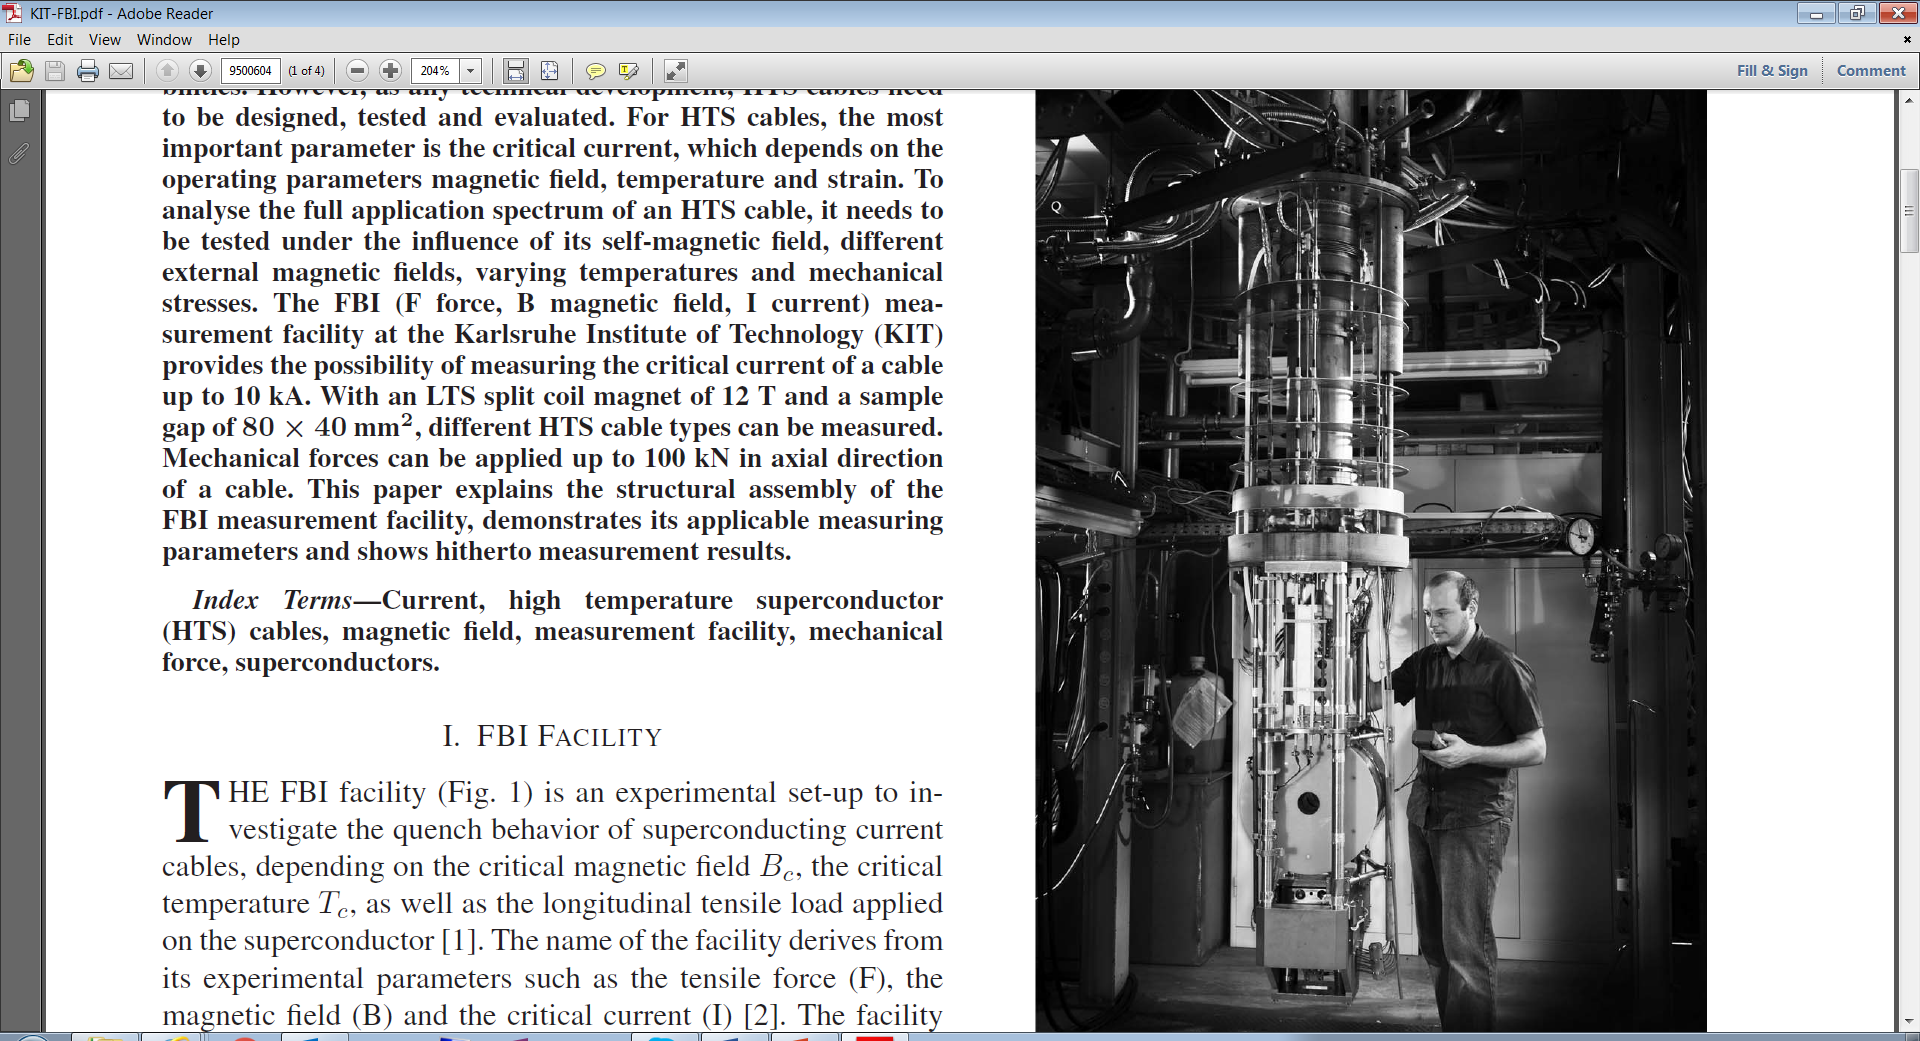 KIT-FBI.pdf - Adobe Reader
File Edit View Window Help
9500604 (1 of 4) 204% Fill & Sign Comment
bilities. However, as any technical development, HTS cables need
to be designed, tested and evaluated. For HTS cables, the most
important parameter is the critical current, which depends on the
operating parameters magnetic field, temperature and strain. To
analyse the full application spectrum of an HTS cable, it needs to
be tested under the influence of its self-magnetic field, different
external magnetic fields, varying temperatures and mechanical
stresses. The FBI (F force, B magnetic field, I current) mea-
surement facility at the Karlsruhe Institute of Technology (KIT)
provides the possibility of measuring the critical current of a cable
up to 10 kA. With an LTS split coil magnet of 12 T and a sample
gap of 80 × 40 mm², different HTS cable types can be measured.
Mechanical forces can be applied up to 100 kN in axial direction
of a cable. This paper explains the structural assembly of the
FBI measurement facility, demonstrates its applicable measuring
parameters and shows hitherto measurement results.
Index Terms—Current, high temperature superconductor
(HTS) cables, magnetic field, measurement facility, mechanical
force, superconductors.
I. FBI FACILITY
THE FBI facility (Fig. 1) is an experimental set-up to in-
vestigate the quench behavior of superconducting current
cables, depending on the critical magnetic field Bc, the critical
temperature Tc, as well as the longitudinal tensile load applied
on the superconductor [1]. The name of the facility derives from
its experimental parameters such as the tensile force (F), the
magnetic field (B) and the critical current (I) [2]. The facility